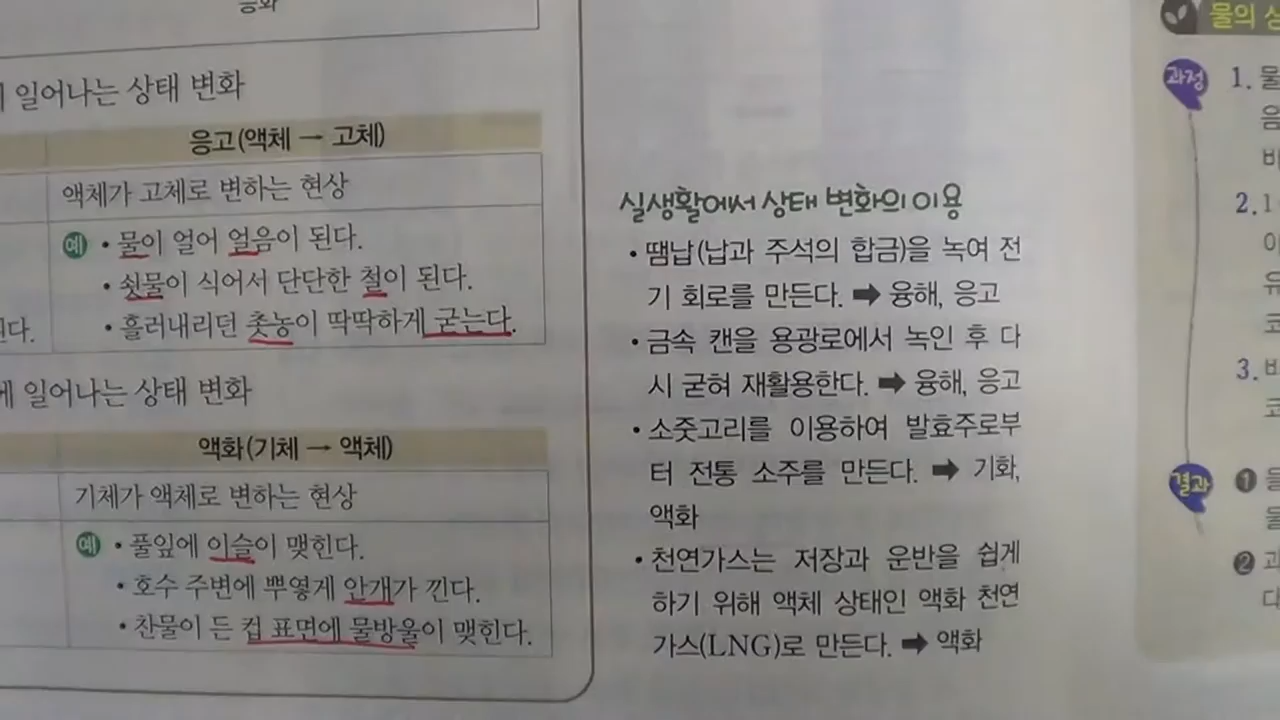 일어나는 상태 변화
응고(액체 → 고체)
액체가 고체로 변하는 현상
예 • 물이 얼어 얼음이 된다.
• 쇳물이 식어서 단단한 철이 된다.
• 흘러내리던 촛농이 딱딱하게 굳는다.
일어나는 상태 변화
액화(기체 → 액체)
기체가 액체로 변하는 현상
예 • 풀잎에 이슬이 맺힌다.
• 호수 주변에 뿌옇게 안개가 낀다.
• 찬물이 든 컵 표면에 물방울이 맺힌다.
실생활에서 상태 변화의 이용
• 땜납(납과 주석의 합금)을 녹여 전
기 회로를 만든다. ➡ 융해, 응고
• 금속 캔을 용광로에서 녹인 후 다
시 굳혀 재활용한다. ➡ 융해, 응고
• 소줏고리를 이용하여 발효주로부
터 전통 소주를 만든다. ➡ 기화,
액화
• 천연가스는 저장과 운반을 쉽게
하기 위해 액체 상태인 액화 천연
가스(LNG)로 만든다. ➡ 액화
물의
과정
1.
2.
3.
결과
❶
❷